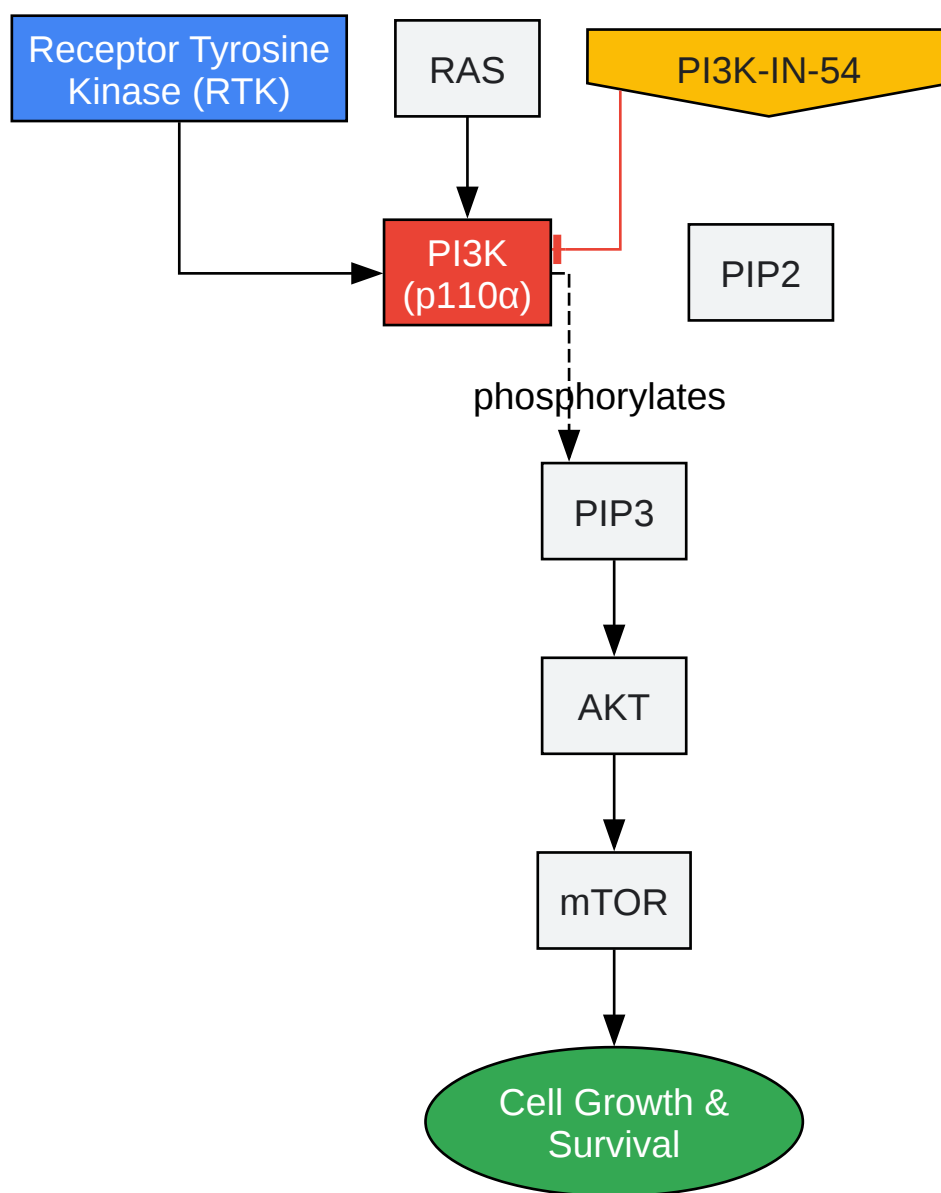 Receptor Tyrosine
Kinase (RTK)
RAS
PI3K-IN-54
PI3K
(p110α)
PIP2
phosphorylates
PIP3
AKT
mTOR
Cell Growth &
Survival